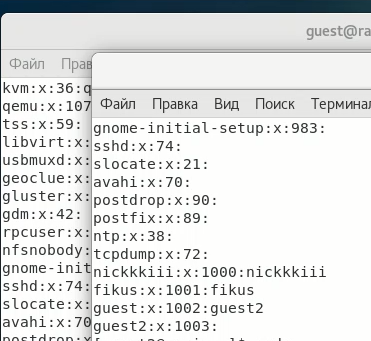 guest@ra
Файл Прав
kvm:x:36:q
qemu:x:107
tss:x:59:
libvirt:x:
usbmuxd:x:
geoclue:x:
gluster:x:
gdm:x:42:
rpcuser:x:
nfsnobody:
gnome-init
sshd:x:74:
slocate:x:
avahi:x:70
postdrop:x
Файл Правка Вид Поиск Терминал
gnome-initial-setup:x:983:
sshd:x:74:
slocate:x:21:
avahi:x:70:
postdrop:x:90:
postfix:x:89:
ntp:x:38:
tcpdump:x:72:
nickkkiii:x:1000:nickkkiii
fikus:x:1001:fikus
guest:x:1002:guest2
guest2:x:1003: